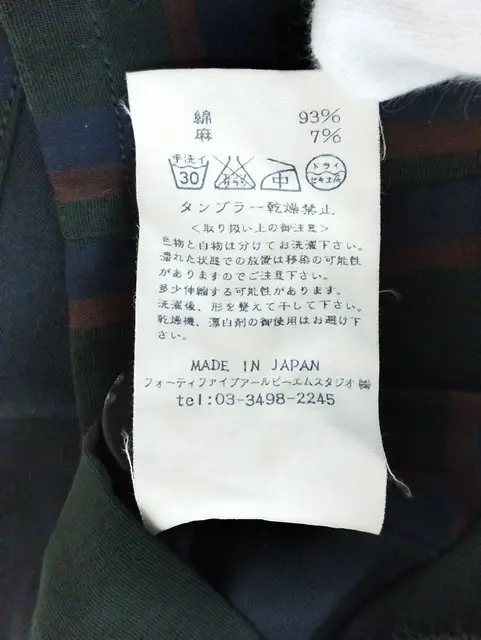 綿 93%
麻 7%
手洗イ 30 エンソサラシ 中 ドライ セキユ系
タンブラー乾燥禁止
<取り扱い上の御注意>
色物と白物は分けてお洗濯下さい。
濡れた状態での放置は移染の可能性
がありますのでご注意下さい。
多少伸縮する可能性があります。
洗濯後、形を整えて干して下さい。
乾燥機、漂白剤の御使用はお避け下
さい。
MADE IN JAPAN
フォーティファイブアールピーエムスタジオ㈱
tel:03-3498-2245